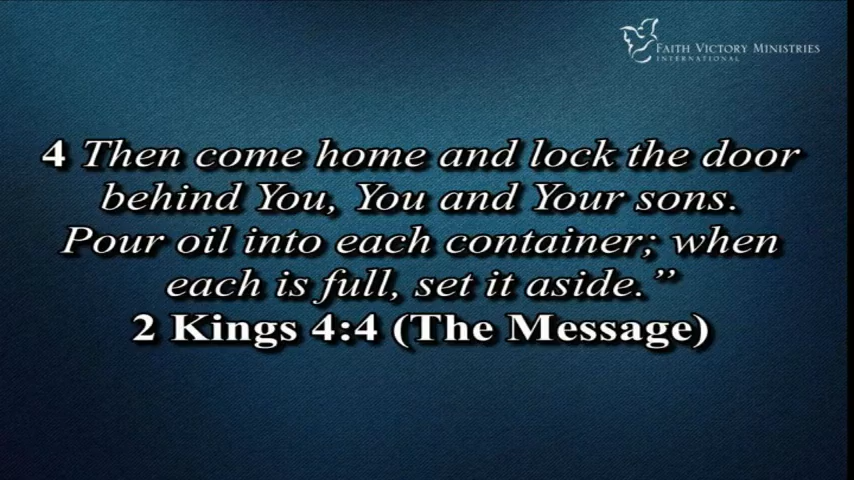 FAITH VICTORY MINISTRIES
INTERNATIONAL
4 Then come home and lock the door
behind You, You and Your sons.
Pour oil into each container; when
each is full, set it aside.”
2 Kings 4:4 (The Message)